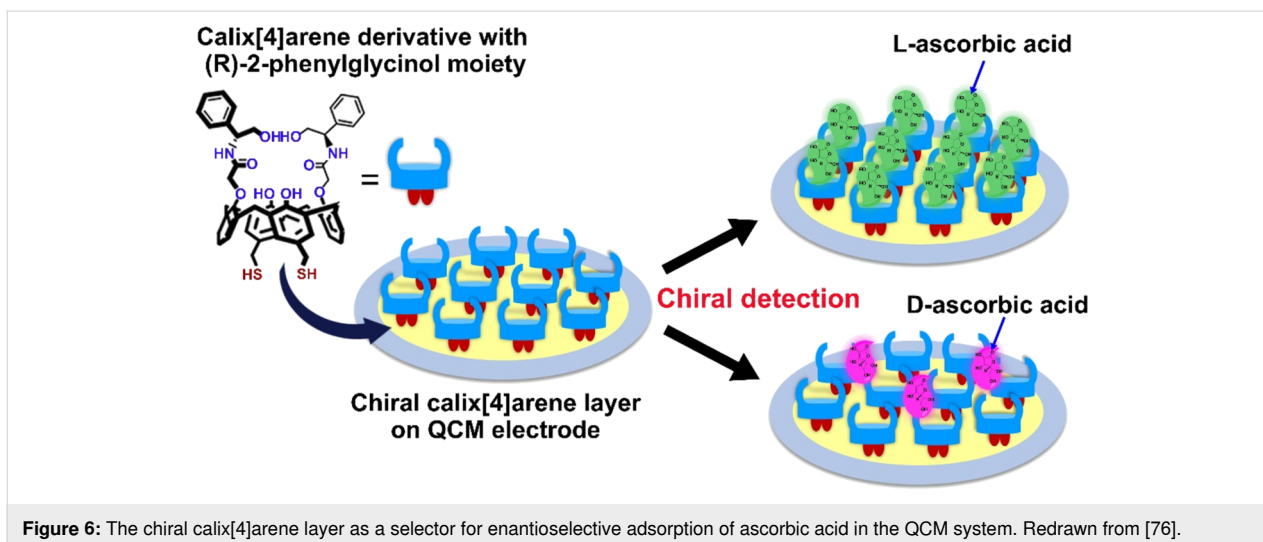 Calix[4]arene derivative with
(R)-2-phenylglycinol moiety
OHHO
HN
NH
O
O
O
HO OH
O
=
HS
SH
Chiral calix[4]arene layer
on QCM electrode
Chiral detection
L-ascorbic acid
D-ascorbic acid
Figure 6: The chiral calix[4]arene layer as a selector for enantioselective adsorption of ascorbic acid in the QCM system. Redrawn from [76].